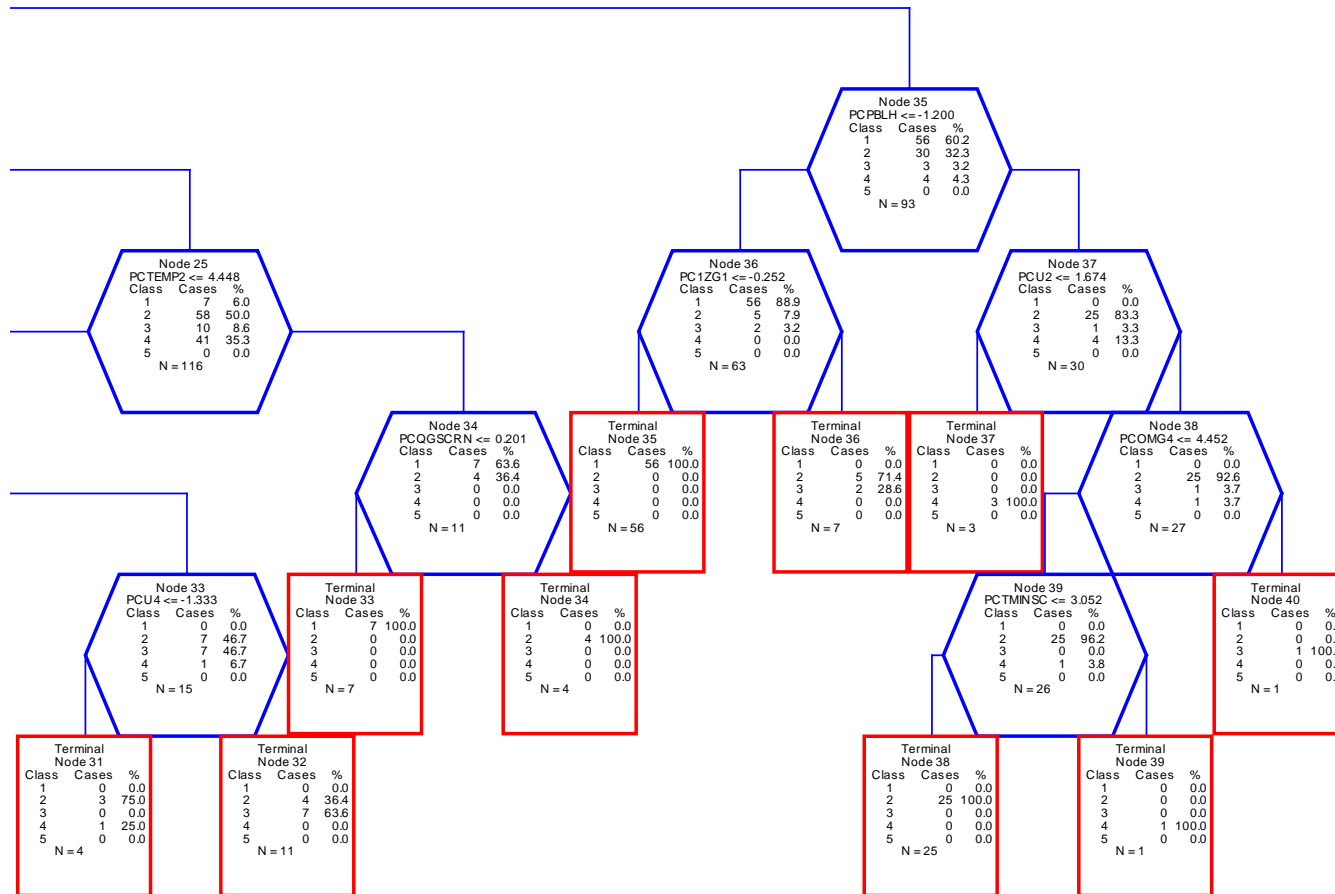 Node 35
PCPBLH <= -1.200
Class Cases %
1 56 60.2
2 30 32.3
3 3 3.2
4 4 4.3
5 0 0.0
N = 93
Node 25
PCTEMP2 <= 4.448
Class Cases %
1 7 6.0
2 58 50.0
3 10 8.6
4 41 35.3
5 0 0.0
N = 116
Node 36
PC1ZG1 <= -0.252
Class Cases %
1 56 88.9
2 5 7.9
3 2 3.2
4 0 0.0
5 0 0.0
N = 63
Node 37
PCU2 <= 1.674
Class Cases %
1 0 0.0
2 25 83.3
3 1 3.3
4 4 13.3
5 0 0.0
N = 30
Node 34
PCQGSCRN <= 0.201
Class Cases %
1 7 63.6
2 4 36.4
3 0 0.0
4 0 0.0
5 0 0.0
N = 11
Terminal
Node 35
Class Cases %
1 56 100.0
2 0 0.0
3 0 0.0
4 0 0.0
5 0 0.0
N = 56
Terminal
Node 36
Class Cases %
1 0 0.0
2 5 71.4
3 2 28.6
4 0 0.0
5 0 0.0
N = 7
Terminal
Node 37
Class Cases %
1 0 0.0
2 0 0.0
3 0 0.0
4 3 100.0
5 0 0.0
N = 3
Node 38
PCOMG4 <= 4.452
Class Cases %
1 0 0.0
2 25 92.6
3 1 3.7
4 1 3.7
5 0 0.0
N = 27
Node 33
PCU4 <= -1.333
Class Cases %
1 0 0.0
2 7 46.7
3 7 46.7
4 1 6.7
5 0 0.0
N = 15
Terminal
Node 33
Class Cases %
1 7 100.0
2 0 0.0
3 0 0.0
4 0 0.0
5 0 0.0
N = 7
Terminal
Node 34
Class Cases %
1 0 0.0
2 4 100.0
3 0 0.0
4 0 0.0
5 0 0.0
N = 4
Node 39
PCTMINSC <= 3.052
Class Cases %
1 0 0.0
2 25 96.2
3 0 0.0
4 1 3.8
5 0 0.0
N = 26
Terminal
Node 40
Class Cases %
1 0 0.
2 0 0.
3 1 100.
4 0 0.
5 0 0.
N = 1
Terminal
Node 31
Class Cases %
1 0 0.0
2 3 75.0
3 0 0.0
4 1 25.0
5 0 0.0
N = 4
Terminal
Node 32
Class Cases %
1 0 0.0
2 4 36.4
3 7 63.6
4 0 0.0
5 0 0.0
N = 11
Terminal
Node 38
Class Cases %
1 0 0.0
2 25 100.0
3 0 0.0
4 0 0.0
5 0 0.0
N = 25
Terminal
Node 39
Class Cases %
1 0 0.0
2 0 0.0
3 0 0.0
4 1 100.0
5 0 0.0
N = 1